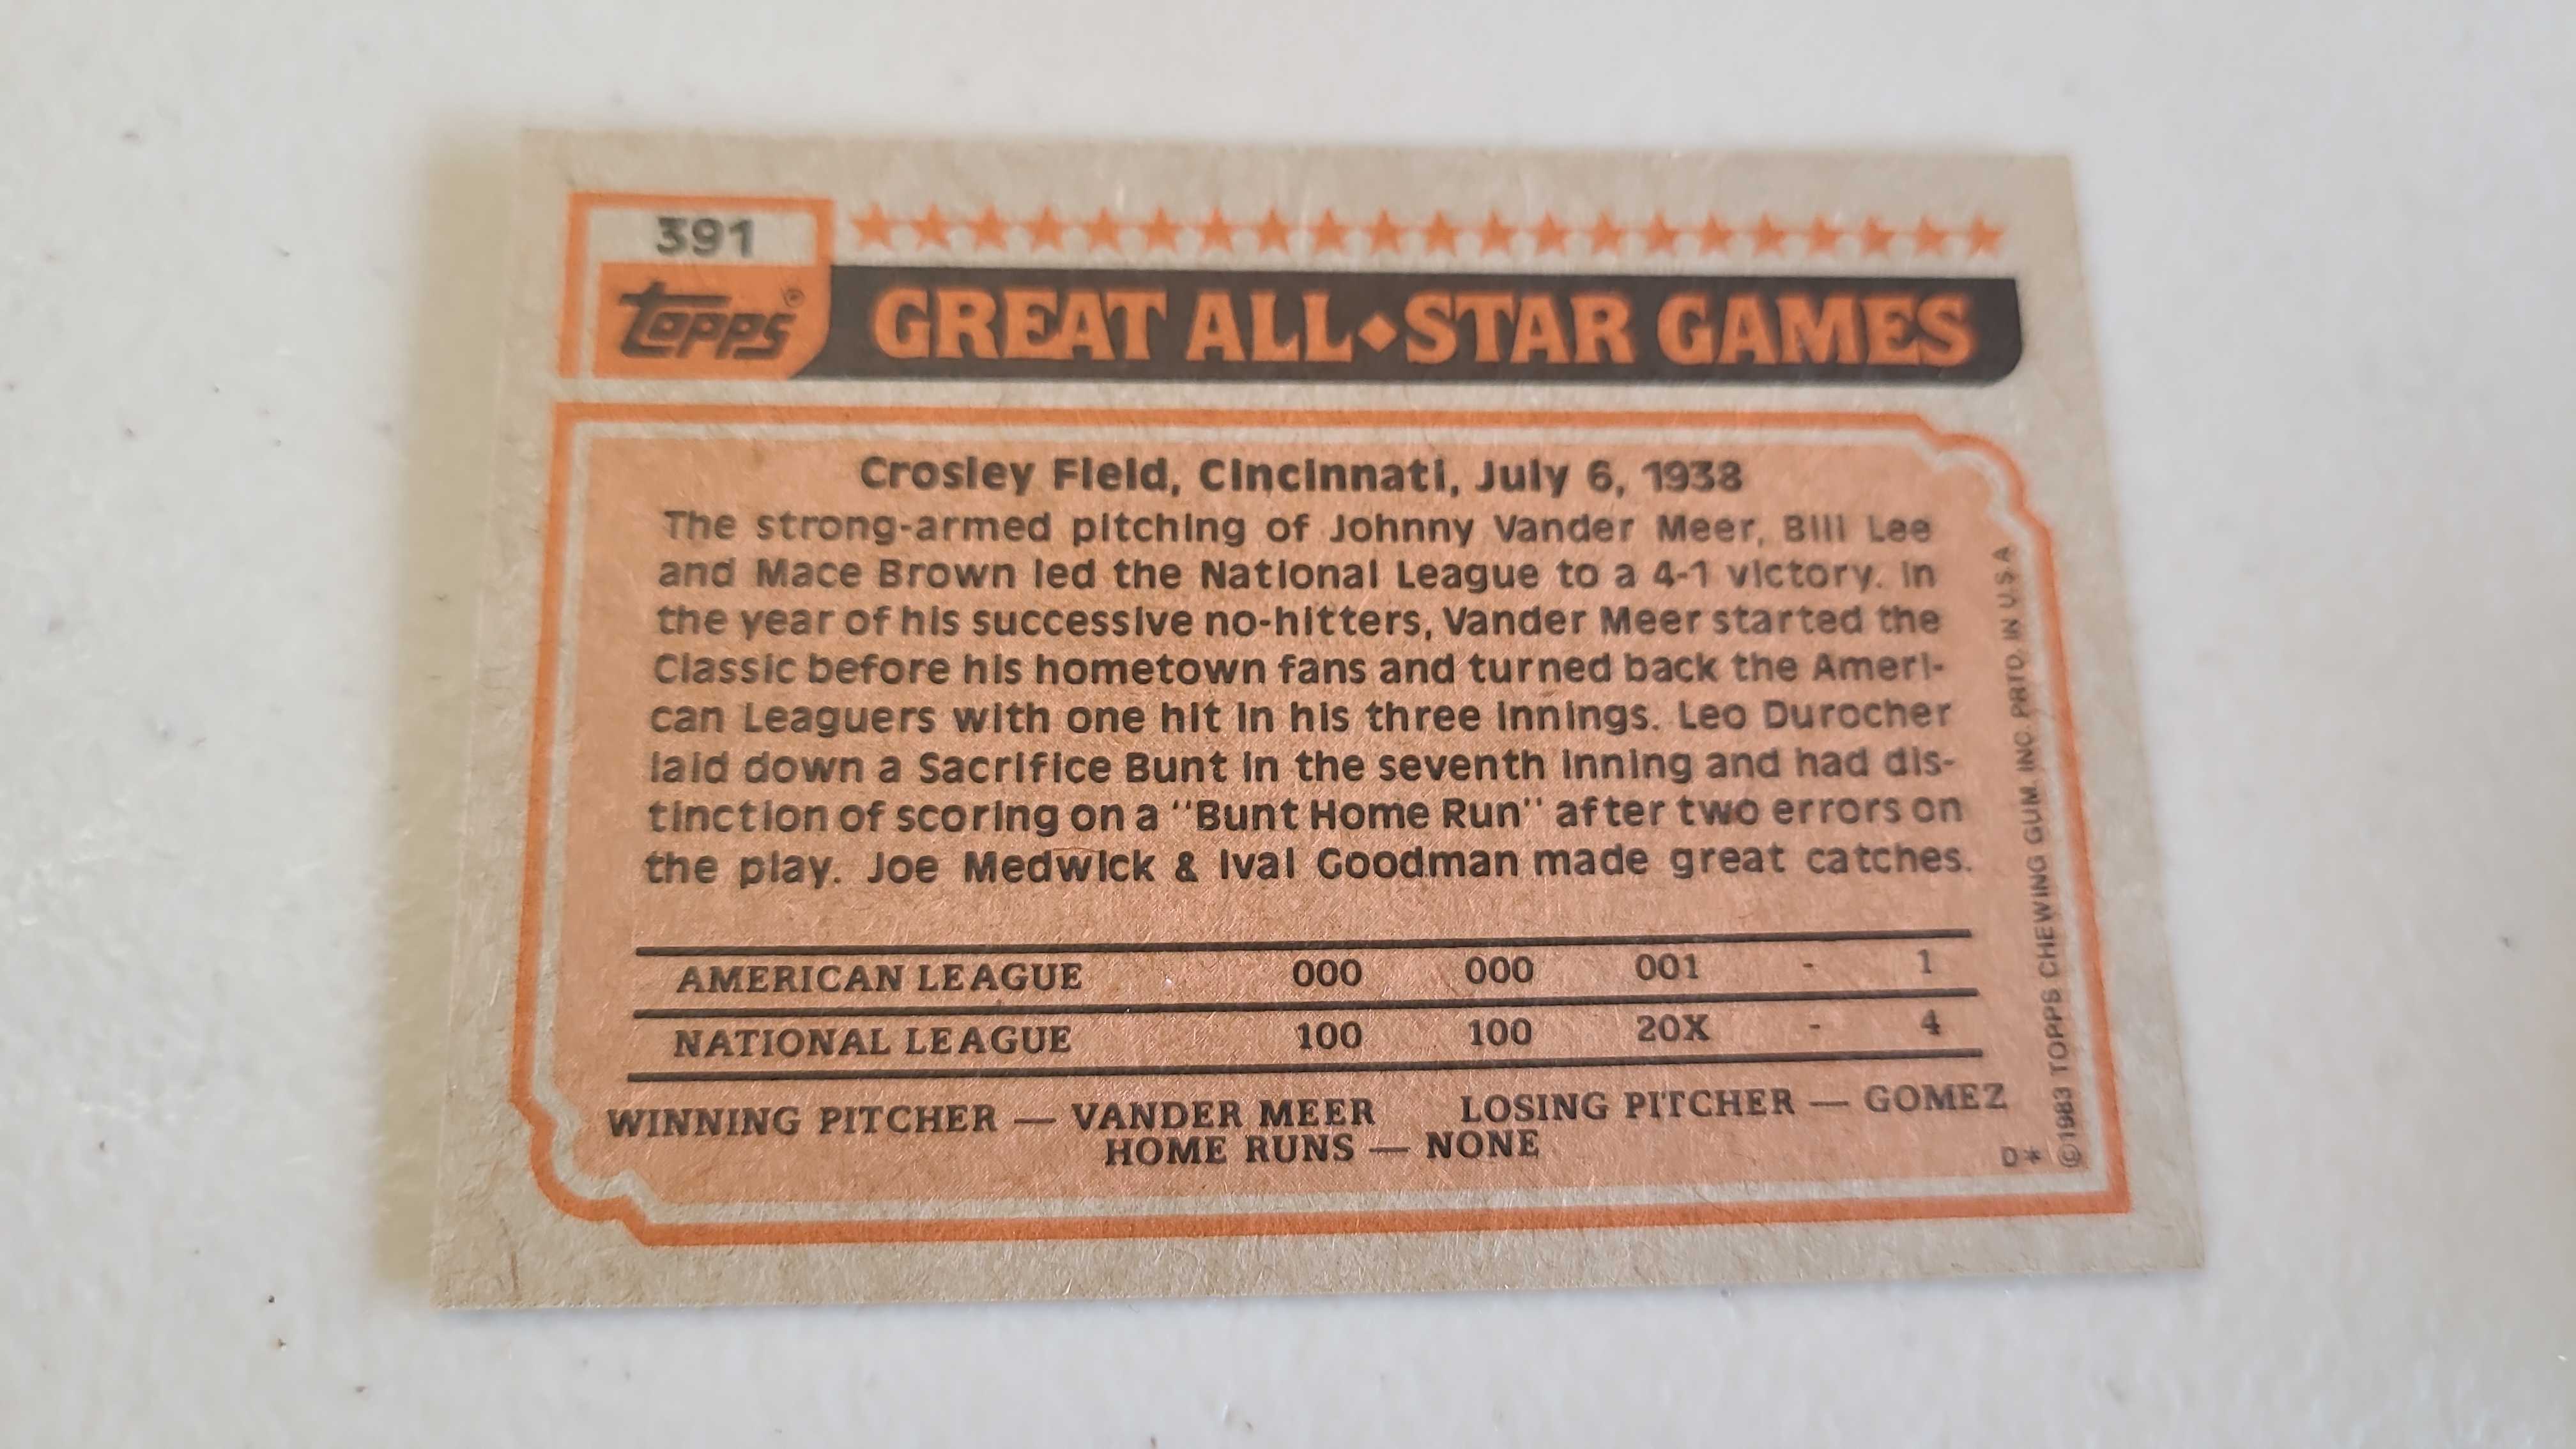 391
topps®
GREAT ALL◆STAR GAMES
Crosley Field, Cincinnati, July 6, 1938
The strong-armed pitching of Johnny Vander Meer, Bill Lee
and Mace Brown led the National League to a 4-1 victory. In
the year of his successive no-hitters, Vander Meer started the
Classic before his hometown fans and turned back the Ameri-
can Leaguers with one hit in his three innings. Leo Durocher
laid down a Sacrifice Bunt in the seventh inning and had dis-
tinction of scoring on a "Bunt Home Run" after two errors on
the play. Joe Medwick & Ival Goodman made great catches.
AMERICAN LEAGUE 000 000 001 - 1
NATIONAL LEAGUE 100 100 20X - 4
WINNING PITCHER — VANDER MEER LOSING PITCHER — GOMEZ
HOME RUNS — NONE
D*
©1983 TOPPS CHEWING GUM, INC. PRTD. IN U.S.A.